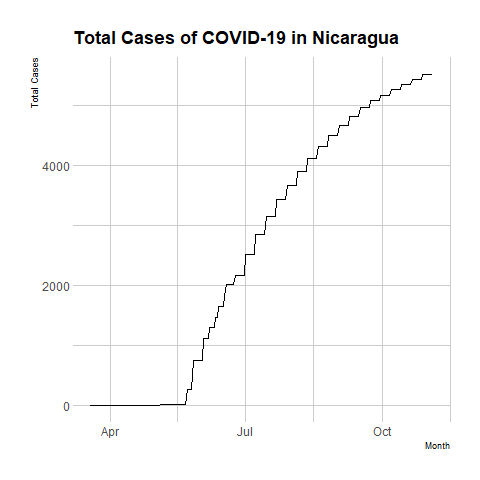 Total Cases of COVID-19 in Nicaragua
Total Cases
4000
2000
0
Apr Jul Oct
Month